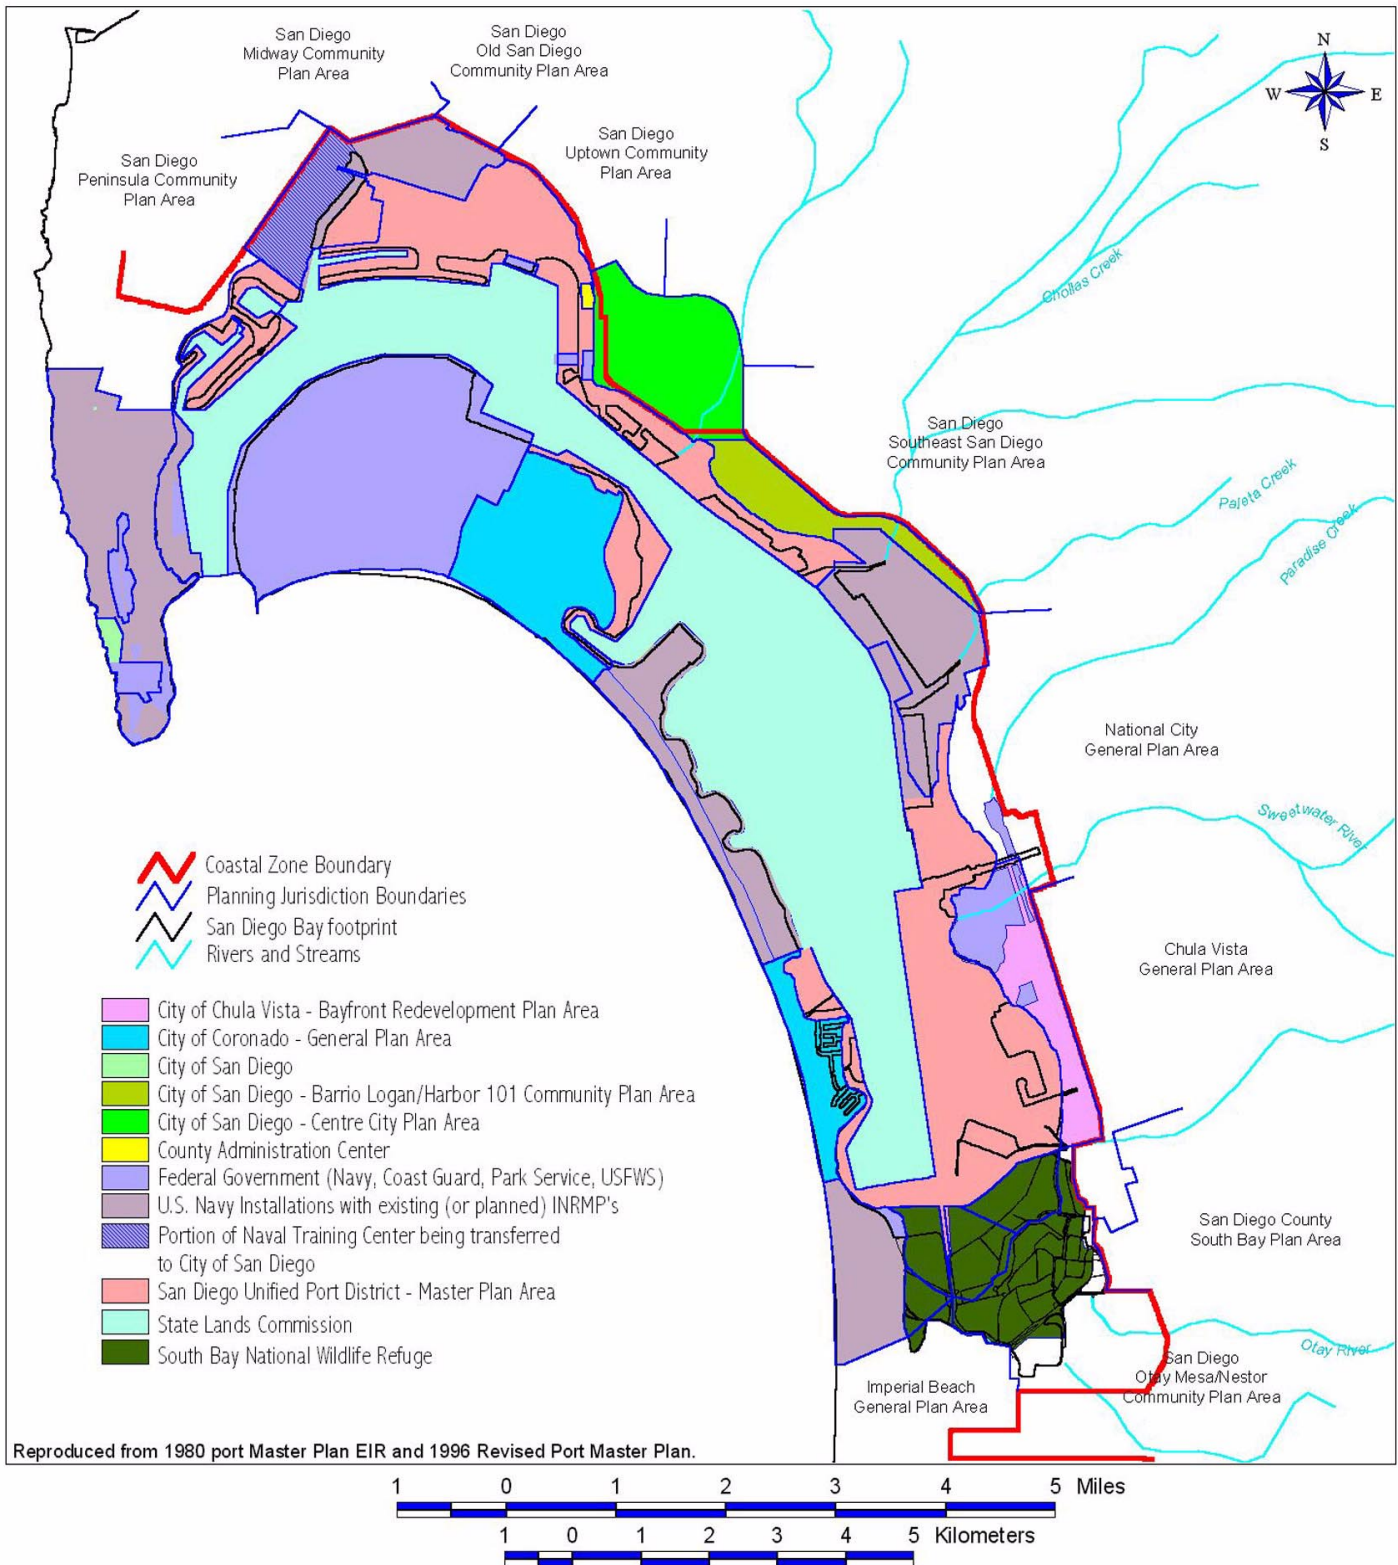 San Diego
Midway Community
Plan Area
San Diego
Old San Diego
Community Plan Area
N
W
E
S
San Diego
Uptown Community
Plan Area
San Diego
Peninsula Community
Plan Area
Chollas Creek
San Diego
Southeast San Diego
Community Plan Area
Paleta Creek
Paradise Creek
National City
General Plan Area
Sweetwater River
Chula Vista
General Plan Area
Coastal Zone Boundary
Planning Jurisdiction Boundaries
San Diego Bay footprint
Rivers and Streams
City of Chula Vista - Bayfront Redevelopment Plan Area
City of Coronado - General Plan Area
City of San Diego
City of San Diego - Barrio Logan/Harbor 101 Community Plan Area
City of San Diego - Centre City Plan Area
County Administration Center
Federal Government (Navy, Coast Guard, Park Service, USFWS)
U.S. Navy Installations with existing (or planned) INRMP's
Portion of Naval Training Center being transferred
to City of San Diego
San Diego Unified Port District - Master Plan Area
State Lands Commission
South Bay National Wildlife Refuge
San Diego County
South Bay Plan Area
Otay River
San Diego
Otay Mesa/Nestor
Community Plan Area
Imperial Beach
General Plan Area
Reproduced from 1980 port Master Plan EIR and 1996 Revised Port Master Plan.
1 0 1 2 3 4 5 Miles
1 0 1 2 3 4 5 Kilometers